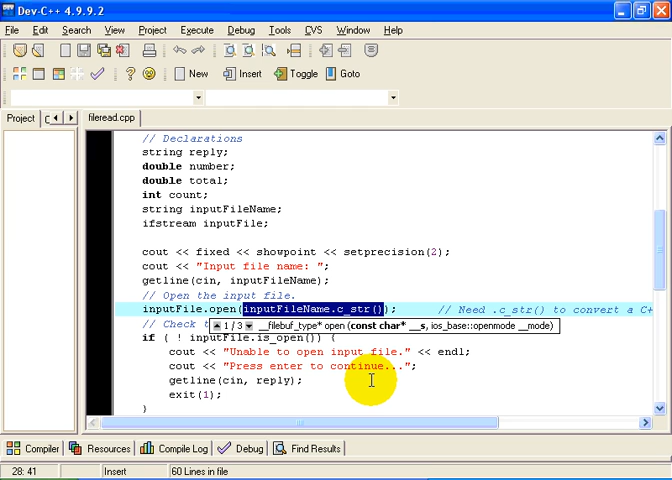 Dev-C++ 4.9.9.2
File Edit Search View Project Execute Debug Tools CVS Window Help
New Insert Toggle Goto
Project fileread.cpp
// Declarations
string reply;
double number;
double total;
int count;
string inputFileName;
ifstream inputFile;
cout << fixed << showpoint << setprecision(2);
cout << "Input file name: ";
getline(cin, inputFileName);
// Open the input file.
inputFile.open(inputFileName.c_str()); // Need .c_str() to convert a C+
// Check t
1 / 3 __filebuf_type* open (const char* __s, ios_base::openmode __mode)
if ( ! inputFile.is_open()) {
cout << "Unable to open input file." << endl;
cout << "Press enter to continue...";
getline(cin, reply);
exit(1);
}
Compiler Resources Compile Log Debug Find Results
28: 41 Insert 60 Lines in file